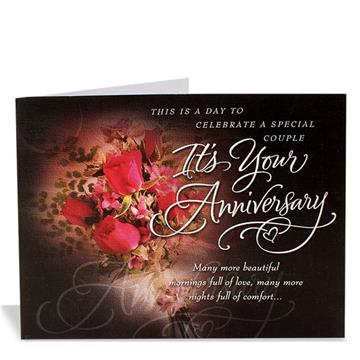 THIS IS A DAY TO
CELEBRATE A SPECIAL
COUPLE
It's Your
Anniversary
Many more beautiful
mornings full of love, many more
nights full of comfort...